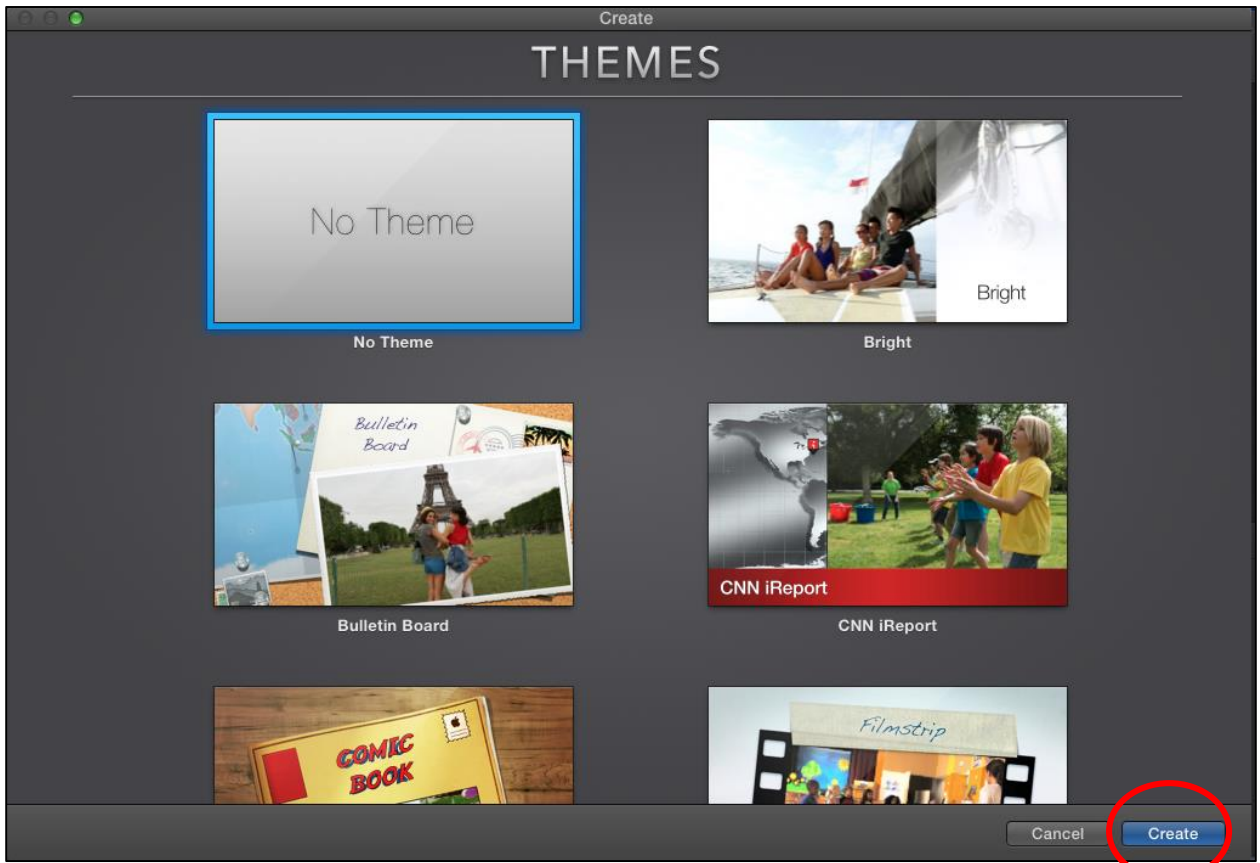 Create
THEMES
No Theme
Bright
No Theme
Bright
Bulletin
Board
CNN iReport
Bulletin Board
CNN iReport
COMIC
BOOK
Filmstrip
Cancel
Create